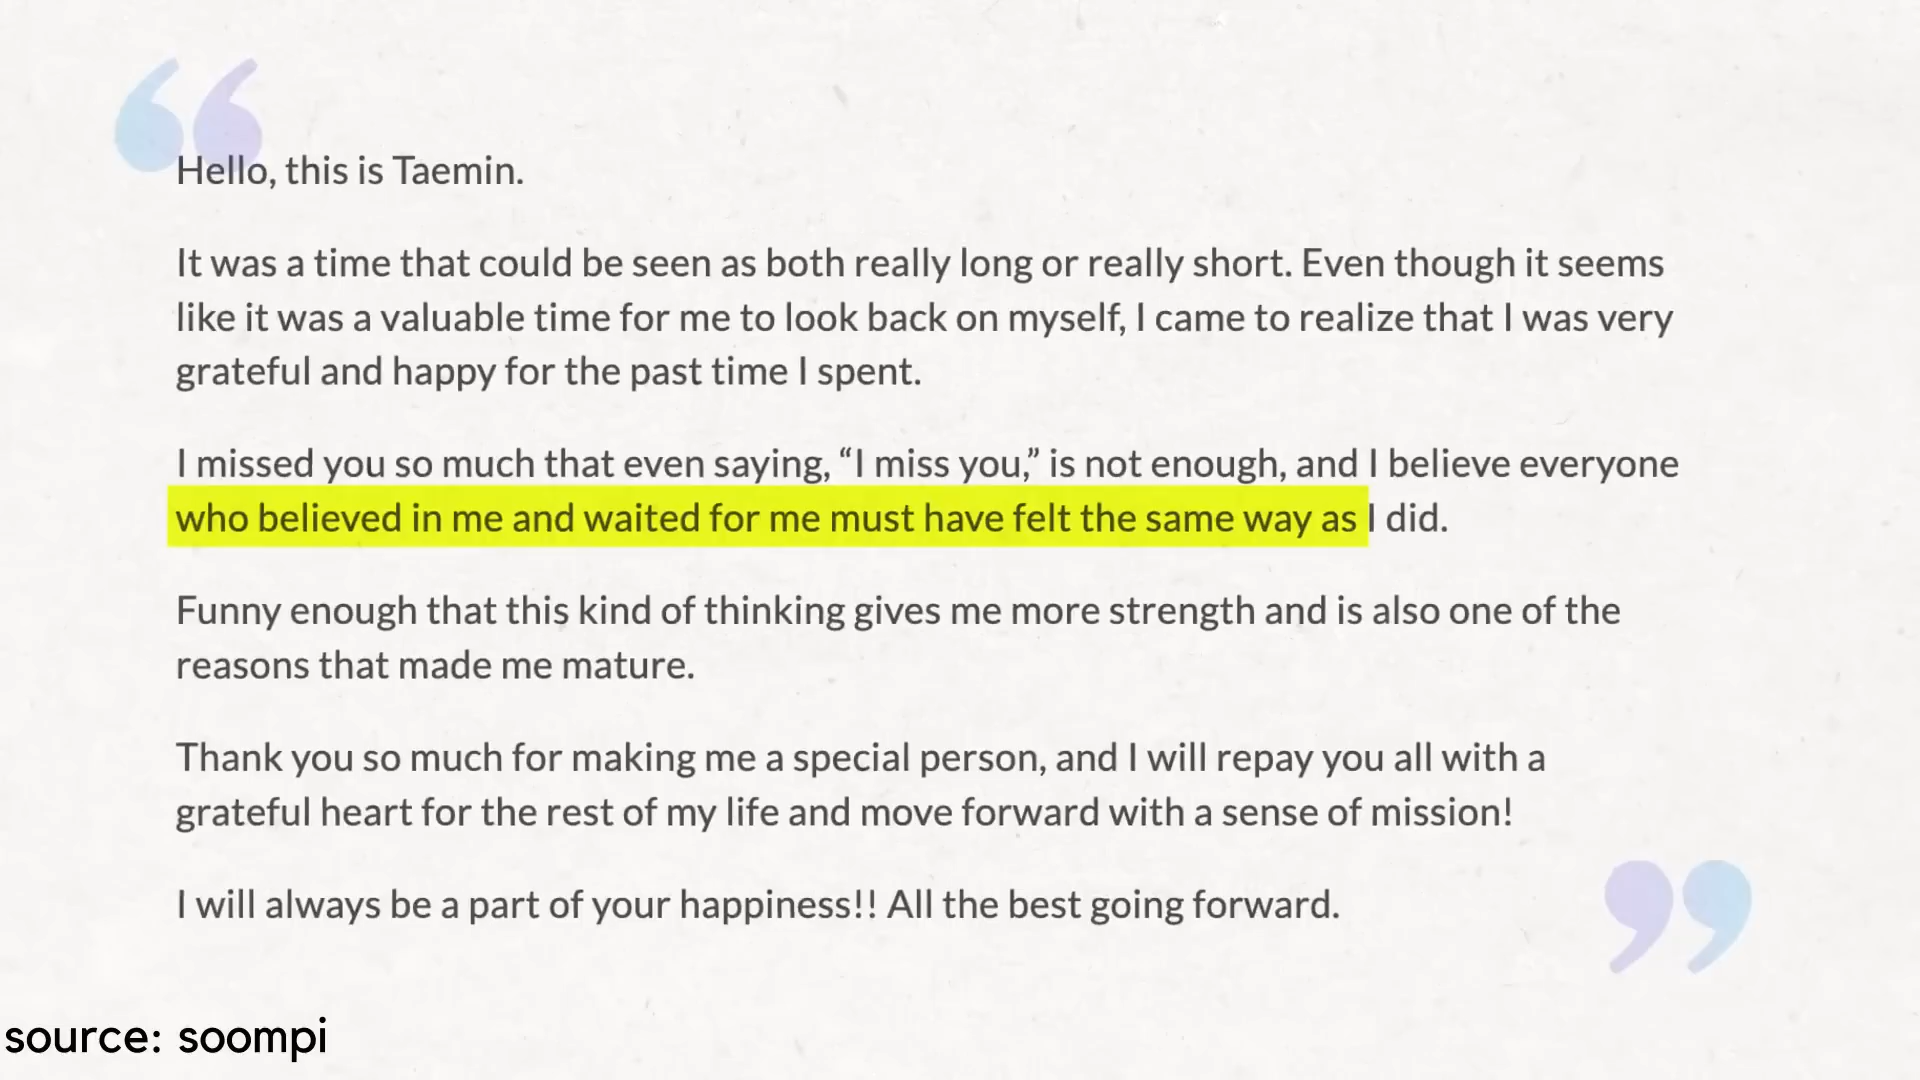 Hello, this is Taemin.
It was a time that could be seen as both really long or really short. Even though it seems
like it was a valuable time for me to look back on myself, I came to realize that I was very
grateful and happy for the past time I spent.
I missed you so much that even saying, “I miss you,” is not enough, and I believe everyone
who believed in me and waited for me must have felt the same way as I did.
Funny enough that this kind of thinking gives me more strength and is also one of the
reasons that made me mature.
Thank you so much for making me a special person, and I will repay you all with a
grateful heart for the rest of my life and move forward with a sense of mission!
I will always be a part of your happiness!! All the best going forward.
source: soompi